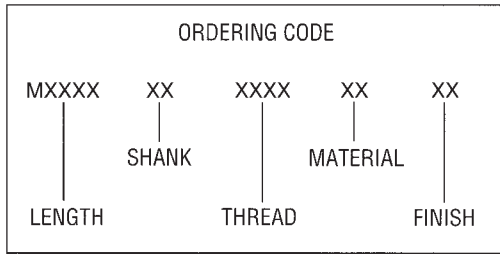 ORDERING CODE
MXXXX XX XXXX XX XX
SHANK MATERIAL
LENGTH THREAD FINISH